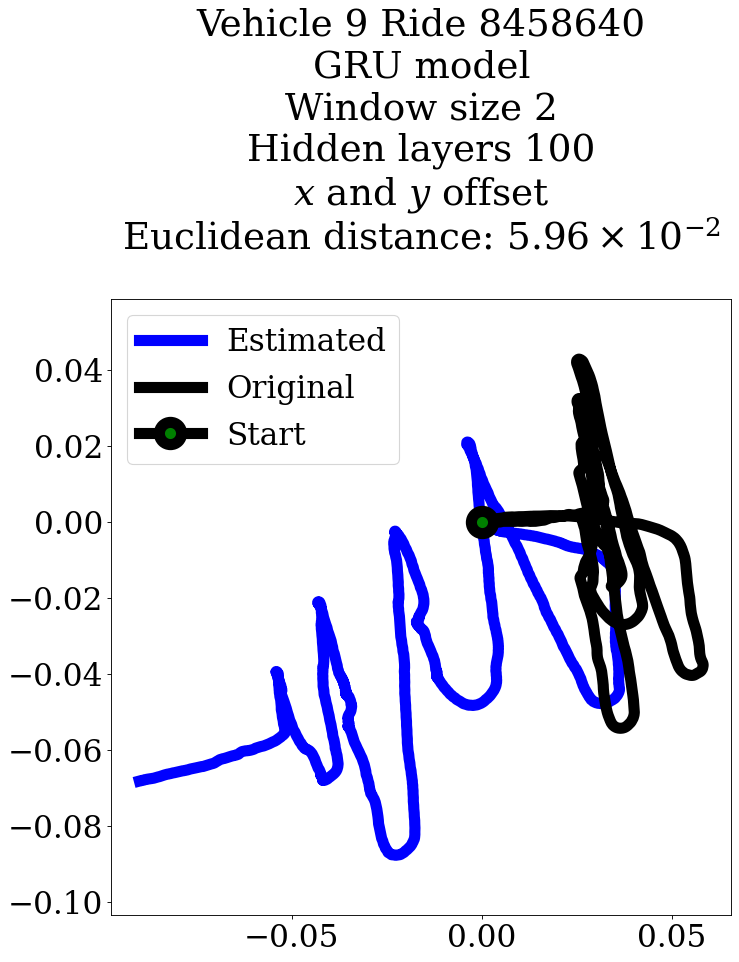 Vehicle 9 Ride 8458640
GRU model
Window size 2
Hidden layers 100
x and y offset
Euclidean distance: 5.96 × 10⁻²
Estimated
Original
Start
0.04
0.02
0.00
−0.02
−0.04
−0.06
−0.08
−0.10
−0.05 0.00 0.05